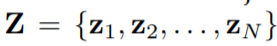 Z = {z₁, z₂, . . . , z_N}